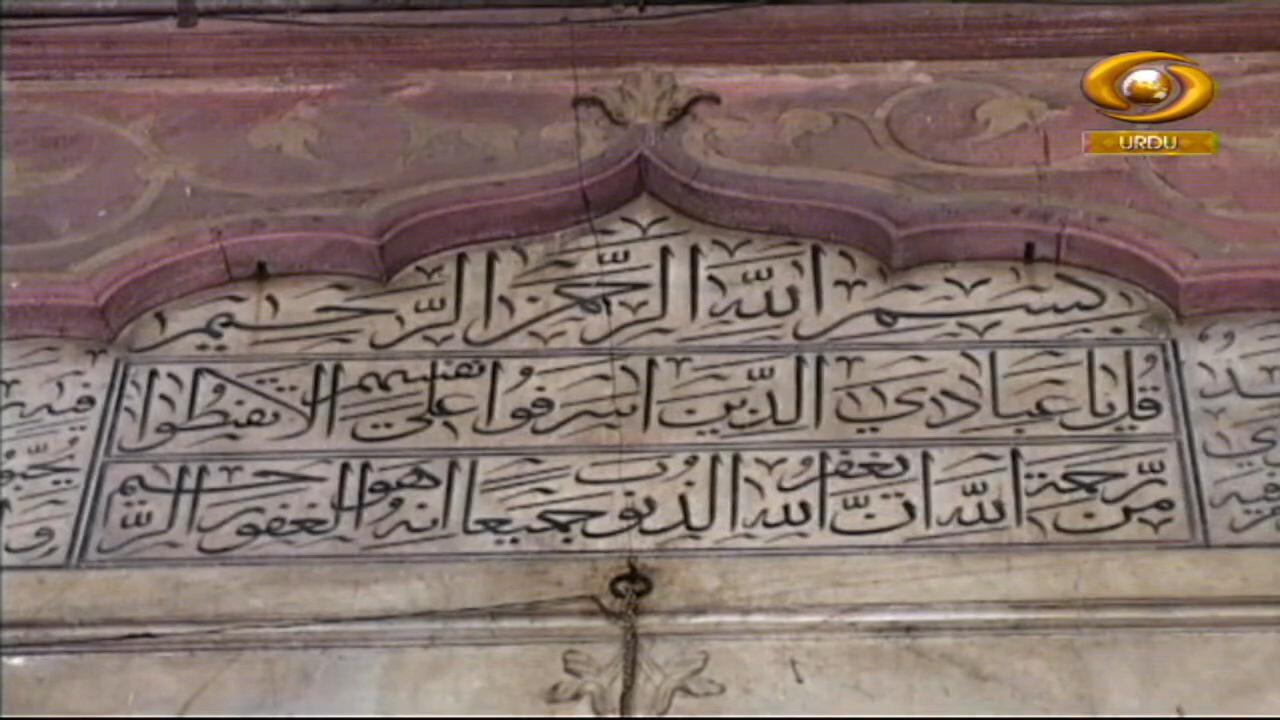 URDU
بسم الله الرحمن الرحيم
قل يا عبادي الذين اسرفوا على نفسهم لا تقنطوا
من رحمة الله ان الله يغفر الذنوب جميعا انه هو الغفور الرحيم